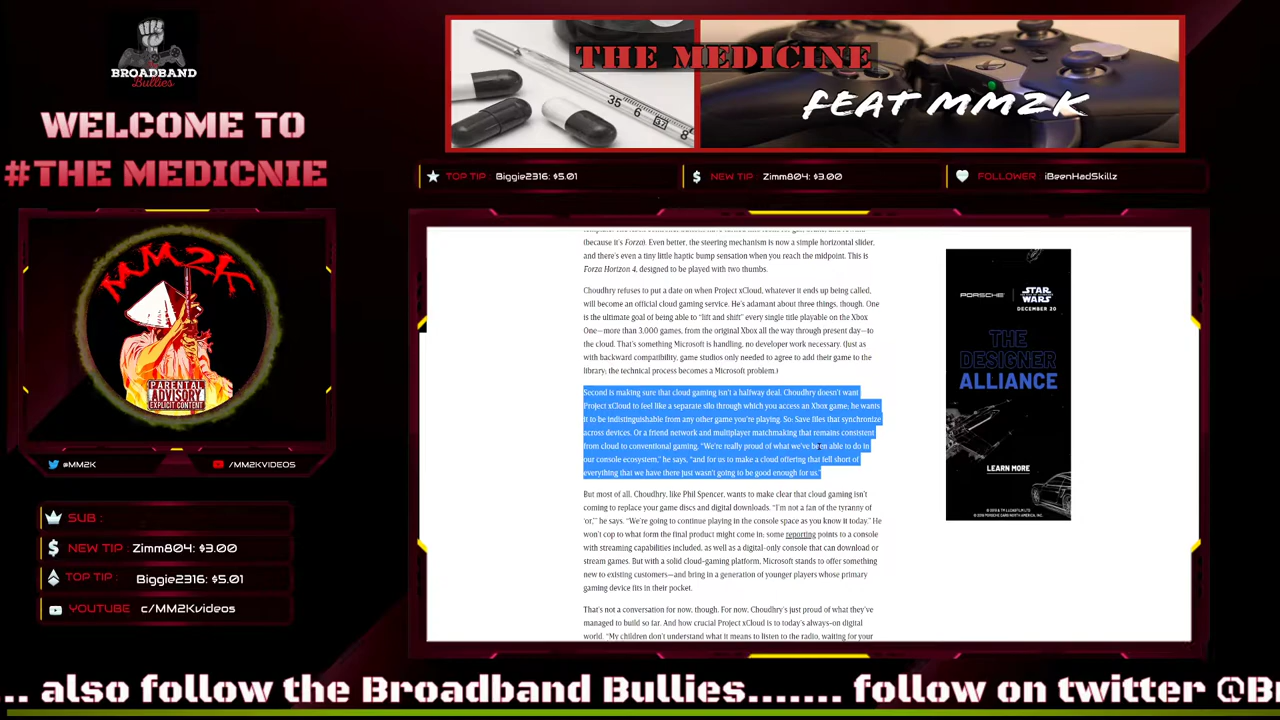 BROADBAND
Bullies
WELCOME TO
#THE MEDICNIE
35
6
8
THE MEDICINE
FEAT MM2K
TOP TIP : Biggie2316: $5.01
NEW TIP : Zimm804: $3.00
FOLLOWER : iBeenHadSkillz
MM2K
PARENTAL
ADVISORY
EXPLICIT CONTENT
@MM2K
/MM2KVIDEOS
SUB :
NEW TIP : Zimm804: $3.00
TOP TIP : Biggie2316: $5.01
YOUTUBE c/MM2Kvideos
(because it's Forza). Even better, the steering mechanism is now a simple horizontal slider,
and there's even a tiny little haptic bump sensation when you reach the midpoint. This is
Forza Horizon 4, designed to be played with two thumbs.
Choudhry refuses to put a date on when Project xCloud, whatever it ends up being called,
will become an official cloud gaming service. He's adamant about three things, though. One
is the ultimate goal of being able to “lift and shift” every single title playable on the Xbox
One—more than 3,000 games, from the original Xbox all the way through present day—to
the cloud. That's something Microsoft is handling, no developer work necessary. (Just as
with backward compatibility, game studios only needed to agree to add their game to the
library; the technical process becomes a Microsoft problem.)
Second is making sure that cloud gaming isn't a halfway deal. Choudhry doesn't want
Project xCloud to feel like a separate silo through which you access an Xbox game; he wants
it to be indistinguishable from any other game you're playing. So: Save files that synchronize
across devices. Or a friend network and multiplayer matchmaking that remains consistent
from cloud to conventional gaming. “We're really proud of what we've been able to do in
our console ecosystem,” he says, “and for us to make a cloud offering that fell short of
everything that we have there just wasn't going to be good enough for us.”
But most of all, Choudhry, like Phil Spencer, wants to make clear that cloud gaming isn't
coming to replace your game discs and digital downloads. “I'm not a fan of the tyranny of
‘or,’” he says. “We're going to continue playing in the console space as you know it today.” He
won't cop to what form the final product might come in; some reporting points to a console
with streaming capabilities included, as well as a digital-only console that can download or
stream games. But with a solid cloud-gaming platform, Microsoft stands to offer something
new to existing customers—and bring in a generation of younger players whose primary
gaming device fits in their pocket.
That's not a conversation for now, though. For now, Choudhry's just proud of what they've
managed to build so far. And how crucial Project xCloud is to today's always-on digital
world. “My children don't understand what it means to listen to the radio, waiting for your
PORSCHE
STAR WARS
DECEMBER 20
THE
DESIGNER
ALLIANCE
LEARN MORE
... also follow the Broadband Bullies....... follow on twitter @B